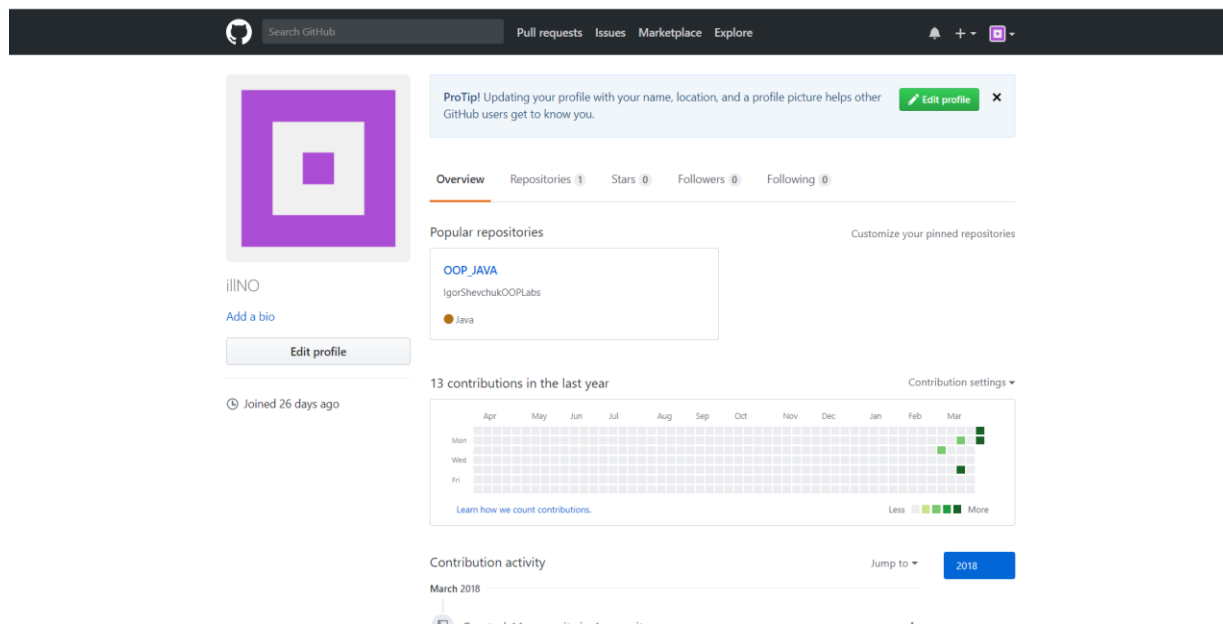 Search GitHub
Pull requests Issues Marketplace Explore
ProTip! Updating your profile with your name, location, and a profile picture helps other
GitHub users get to know you.
Edit profile
Overview Repositories 1 Stars 0 Followers 0 Following 0
Popular repositories
Customize your pinned repositories
OOP_JAVA
IgorShevchukOOPLabs
Java
illNO
Add a bio
Edit profile
Joined 26 days ago
13 contributions in the last year
Contribution settings
Apr May Jun Jul Aug Sep Oct Nov Dec Jan Feb Mar
Mon
Wed
Fri
Learn how we count contributions.
Less More
Contribution activity
Jump to
2018
March 2018